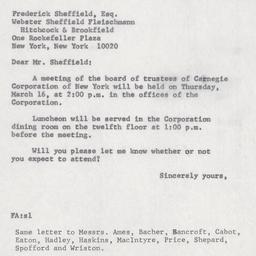 Frederick Sheffield, Esq.
Webster Sheffield Fleischmann
Hitchcock & Brookfield
One Rockefeller Plaza
New York, New York 10020
Dear Mr. Sheffield:
A meeting of the board of trustees of Carnegie
Corporation of New York will be held on Thursday,
March 16, at 2:00 p.m. in the offices of the
Corporation.
Luncheon will be served in the Corporation
dining room on the twelfth floor at 1:00 p.m.
before the meeting.
Will you please let me know whether or not
you expect to attend?
Sincerely yours,
FA:sl
Same letter to Messrs. Ames, Bacher, Bancroft, Cabot,
Eaton, Hadley, Haskins, MacIntyre, Price, Shepard,
Spofford and Wriston.